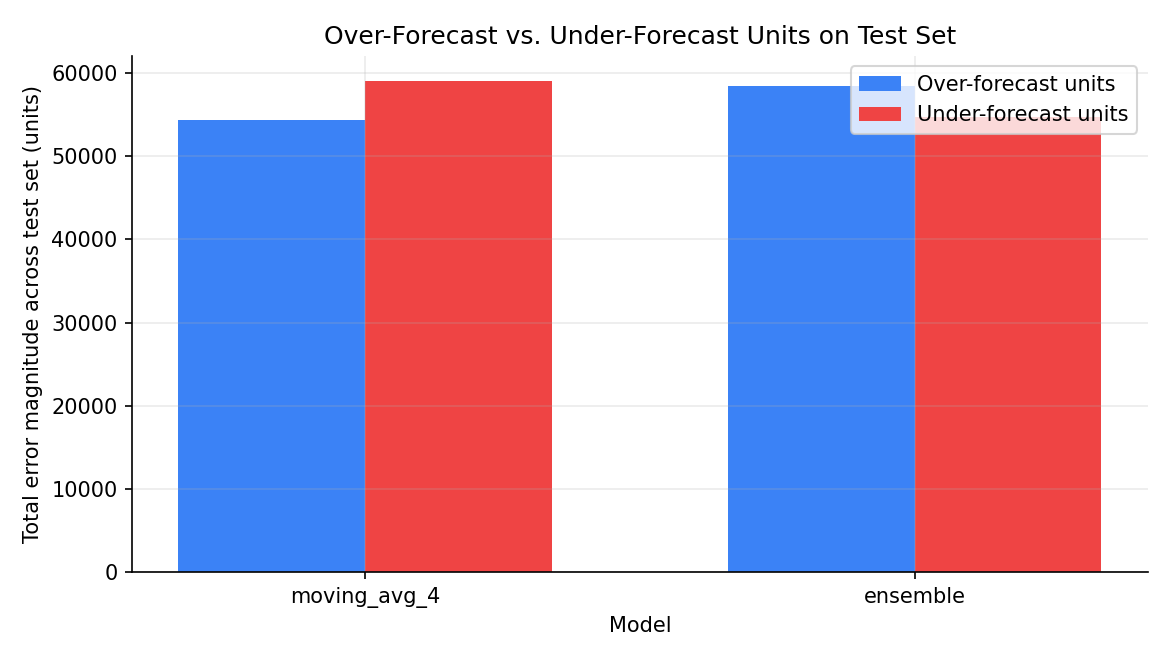 Over-Forecast vs. Under-Forecast Units on Test Set
Total error magnitude across test set (units)
60000
50000
40000
30000
20000
10000
0
Over-forecast units
Under-forecast units
moving_avg_4
ensemble
Model